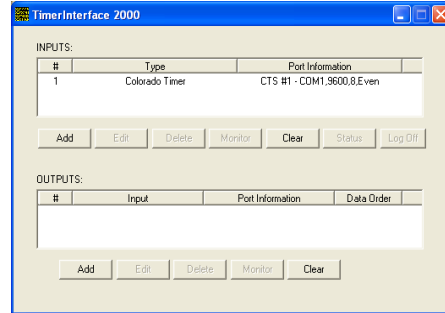 TimerInterface 2000
INPUTS:
# Type Port Information
1 Colorado Timer CTS #1 - COM1,9600,8,Even
Add Edit Delete Monitor Clear Status Log Off
OUTPUTS:
# Input Port Information Data Order
Add Edit Delete Monitor Clear